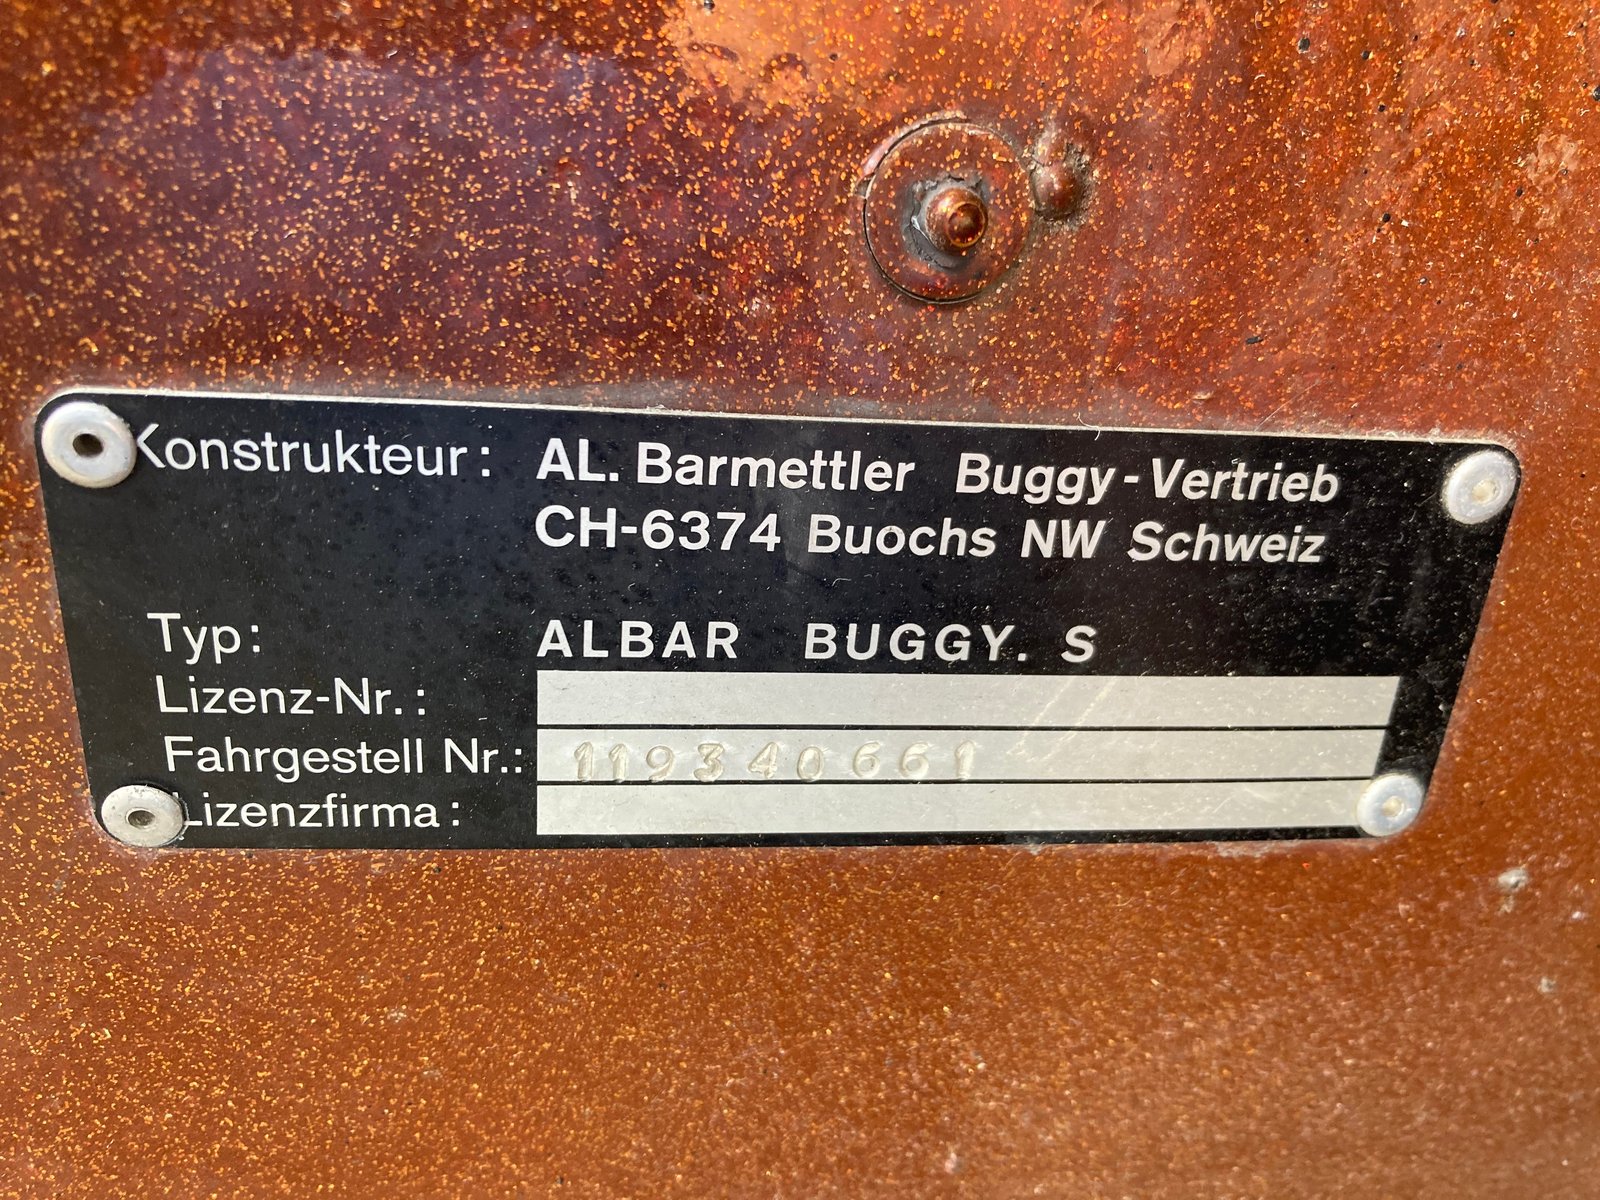 Konstrukteur: AL. Barmettler Buggy-Vertrieb
CH-6374 Buochs NW Schweiz
Typ: ALBAR BUGGY. S
Lizenz-Nr.:
Fahrgestell Nr.: 119340661
Lizenzfirma: